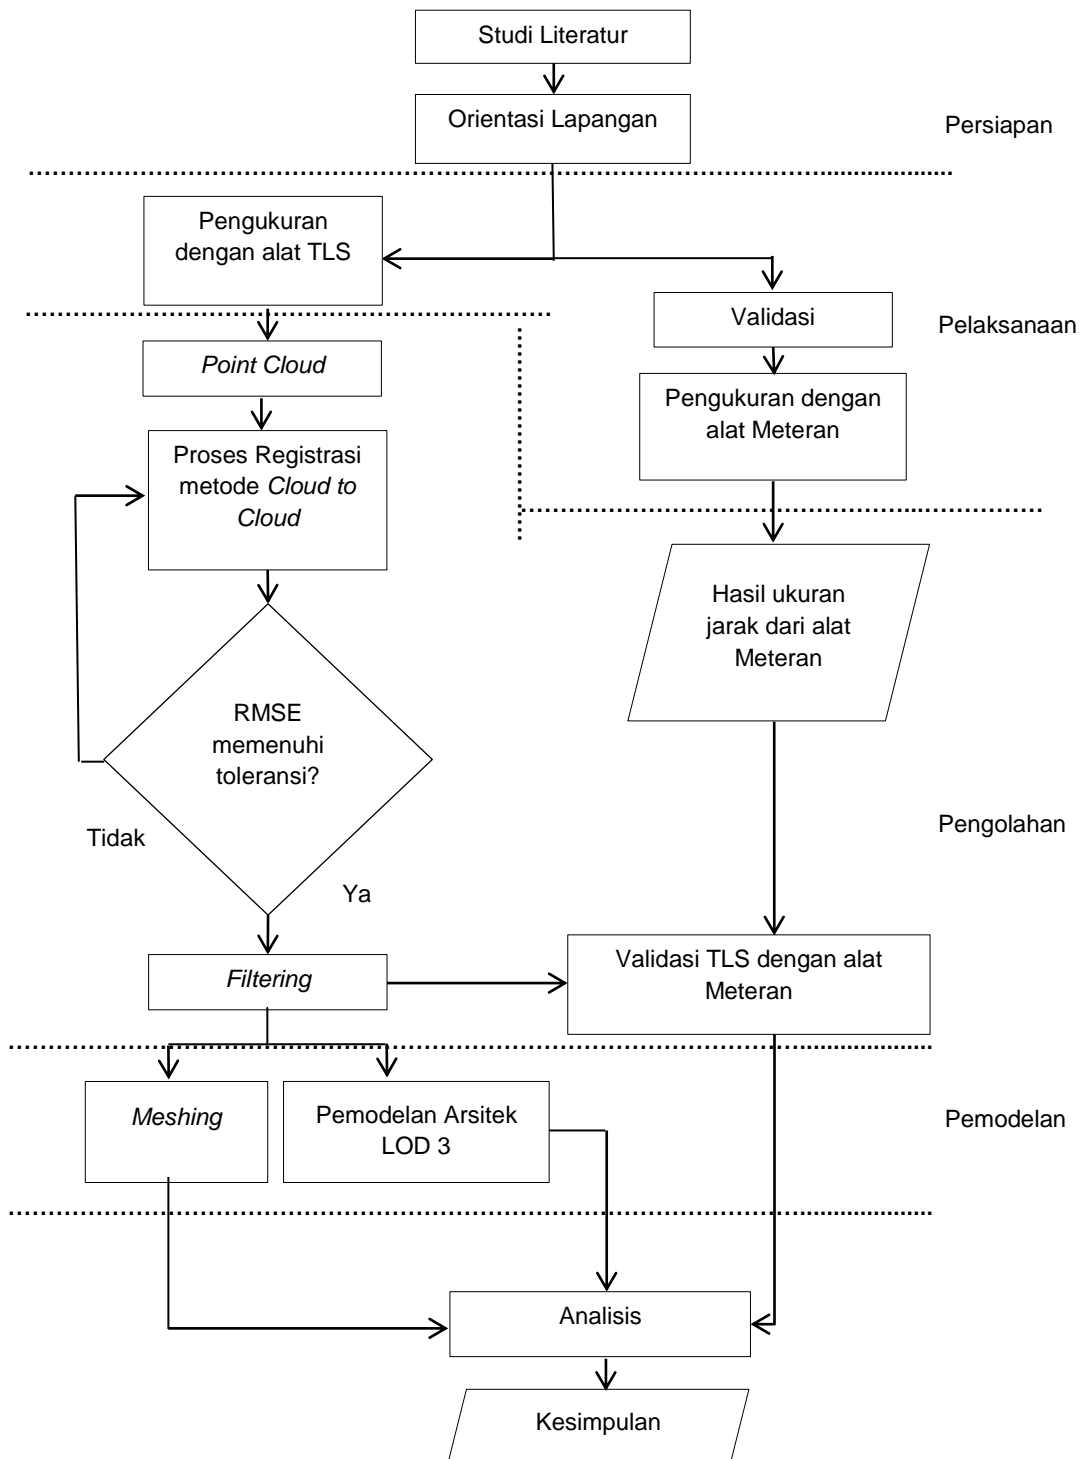 Studi Literatur
Orientasi Lapangan
Persiapan
Pengukuran
dengan alat TLS
Validasi
Pelaksanaan
Point Cloud
Pengukuran dengan
alat Meteran
Proses Registrasi
metode Cloud to
Cloud
Hasil ukuran
jarak dari alat
Meteran
RMSE
memenuhi
toleransi?
Tidak
Ya
Pengolahan
Filtering
Validasi TLS dengan alat
Meteran
Meshing
Pemodelan Arsitek
LOD 3
Pemodelan
Analisis
Kesimpulan